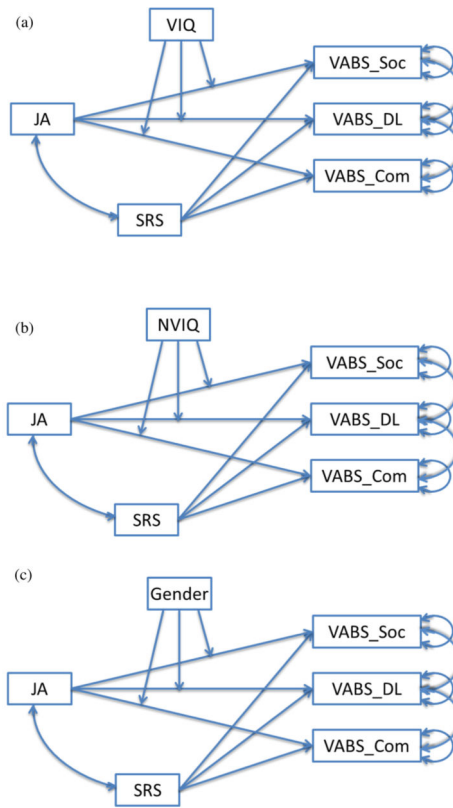 (a)
VIQ
VABS_Soc
JA
VABS_DL
VABS_Com
SRS
(b)
NVIQ
VABS_Soc
JA
VABS_DL
VABS_Com
SRS
(c)
Gender
VABS_Soc
JA
VABS_DL
VABS_Com
SRS